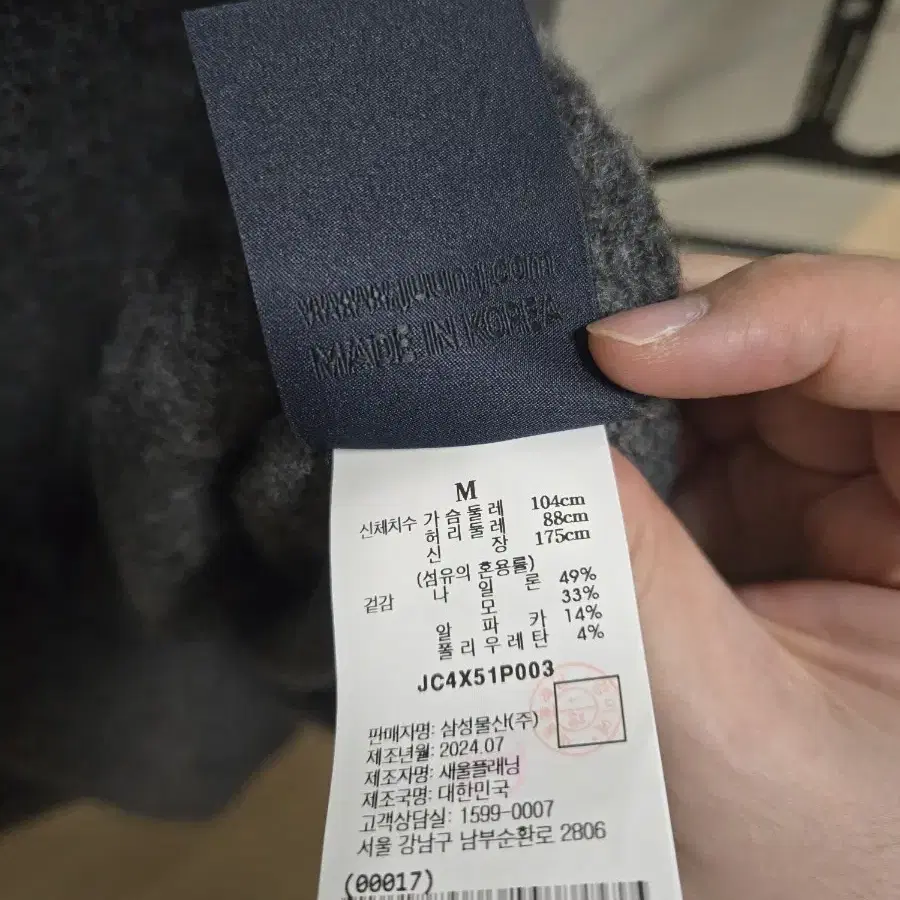 www.juunj.com
MADE IN KOREA
M
신체치수 가슴둘레 104cm
허리둘레 88cm
신장 175cm
(섬유의 혼용률)
겉감 나일론 49%
모 33%
알파카 14%
폴리우레탄 4%
JC4X51P003
판매자명: 삼성물산(주)
제조년월: 2024.07
제조자명: 새울플래닝
제조국명: 대한민국
고객상담실: 1599-0007
서울 강남구 남부순환로 2806
(00017)